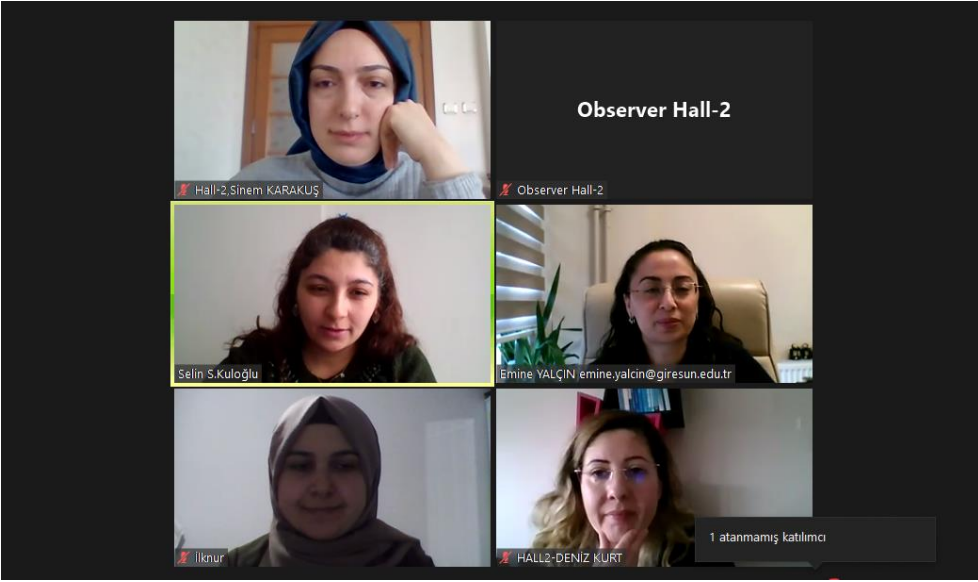 Hall-2,Sinem KARAKUŞ
Observer Hall-2
Observer Hall-2
Selin S.Kuloğlu
Emine YALÇIN emine.yalcin@giresun.edu.tr
İlknur
HALL2-DENİZ KURT
1 atanmamış katılımcı